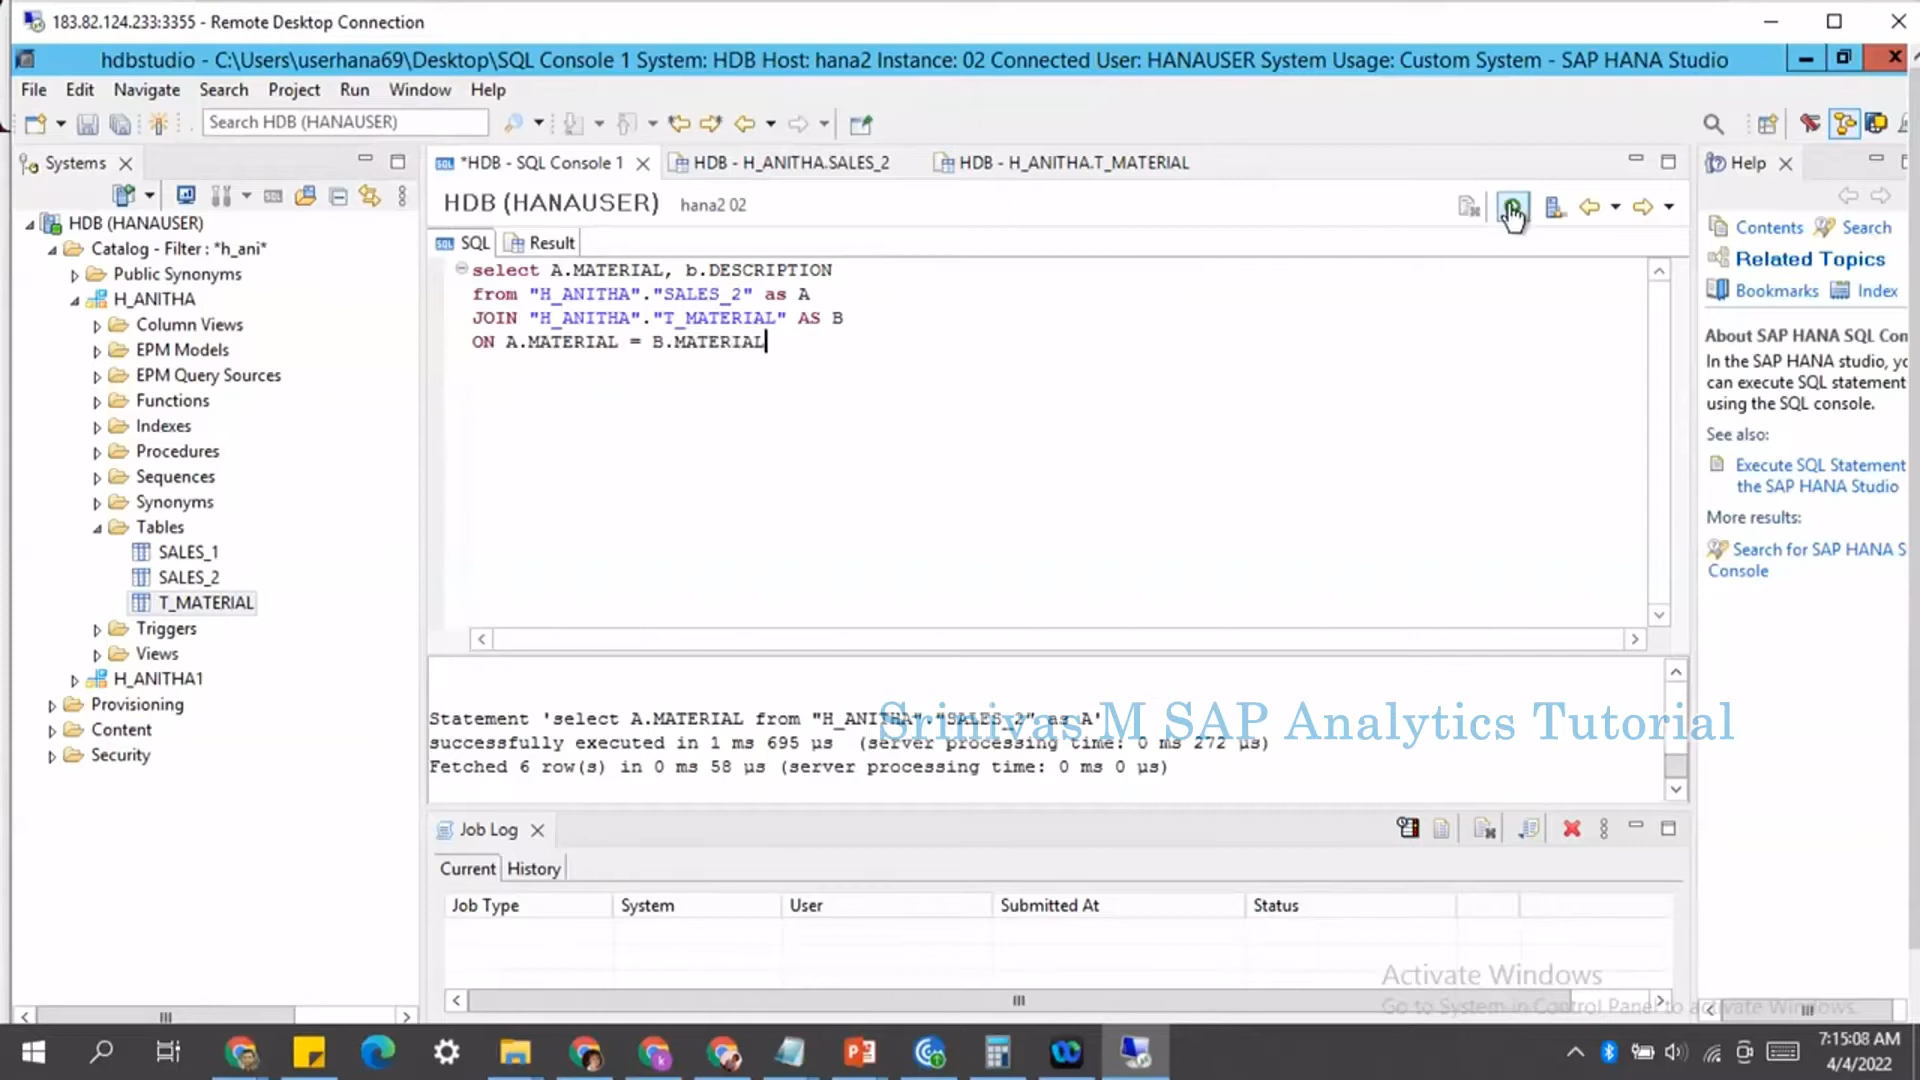 183.82.124.233:3355 - Remote Desktop Connection
hdbstudio - C:\Users\userhana69\Desktop\SQL Console 1 System: HDB Host: hana2 Instance: 02 Connected User: HANAUSER System Usage: Custom System - SAP HANA Studio
File Edit Navigate Search Project Run Window Help
Search HDB (HANAUSER)
Systems
*HDB - SQL Console 1
HDB - H_ANITHA.SALES_2
HDB - H_ANITHA.T_MATERIAL
Help
HDB (HANAUSER) hana2 02
SQL Result
HDB (HANAUSER)
Catalog - Filter : *h_ani*
Public Synonyms
H_ANITHA
Column Views
EPM Models
EPM Query Sources
Functions
Indexes
Procedures
Sequences
Synonyms
Tables
SALES_1
SALES_2
T_MATERIAL
Triggers
Views
H_ANITHA1
Provisioning
Content
Security
select A.MATERIAL, b.DESCRIPTION
from "H_ANITHA"."SALES_2" as A
JOIN "H_ANITHA"."T_MATERIAL" AS B
ON A.MATERIAL = B.MATERIAL
Contents Search
Related Topics
Bookmarks Index
About SAP HANA SQL Con
In the SAP HANA studio, yo
can execute SQL statement
using the SQL console.
See also:
Execute SQL Statement
the SAP HANA Studio
More results:
Search for SAP HANA S
Console
Statement 'select A.MATERIAL from "H_ANITHA"."SALES_2" as A'
successfully executed in 1 ms 695 µs (server processing time: 0 ms 272 µs)
Fetched 6 row(s) in 0 ms 58 µs (server processing time: 0 ms 0 µs)
Srinivas M SAP Analytics Tutorial
Job Log
Current History
Job Type System User Submitted At Status
Activate Windows
Go to System in Control Panel to activate Windows.
7:15:08 AM
4/4/2022